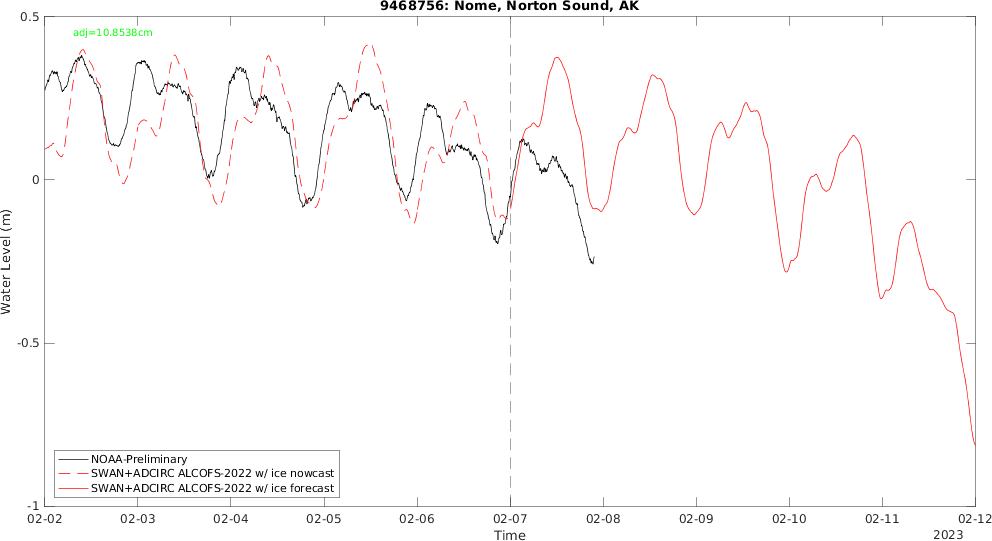 9468756: Nome, Norton Sound, AK
adj=10.8538cm
0.5
0
-0.5
-1
Water Level (m)
NOAA-Preliminary
SWAN+ADCIRC ALCOFS-2022 w/ ice nowcast
SWAN+ADCIRC ALCOFS-2022 w/ ice forecast
02-02 02-03 02-04 02-05 02-06 02-07 02-08 02-09 02-10 02-11 02-12
Time
2023